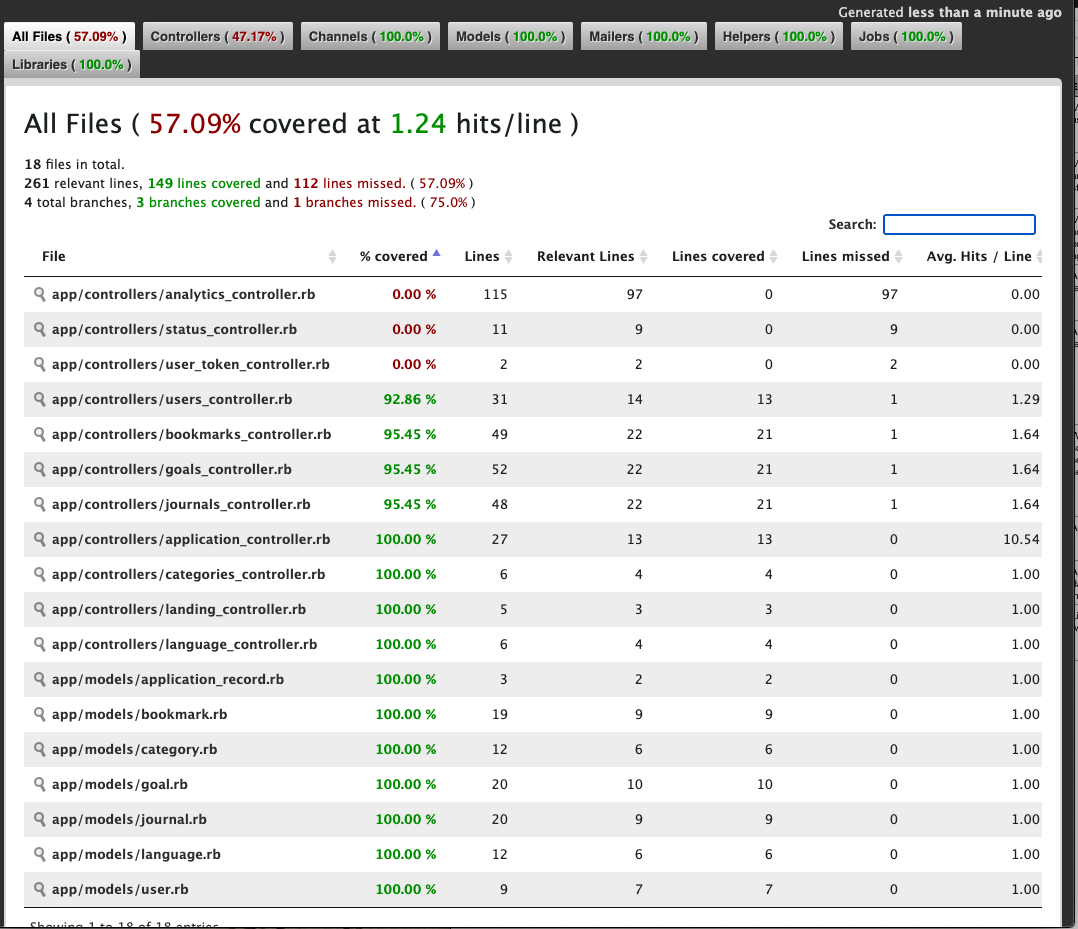 Generated less than a minute ago
All Files ( 57.09% ) Controllers ( 47.17% ) Channels ( 100.0% ) Models ( 100.0% ) Mailers ( 100.0% ) Helpers ( 100.0% ) Jobs ( 100.0% )
Libraries ( 100.0% )
All Files ( 57.09% covered at 1.24 hits/line )
18 files in total.
261 relevant lines, 149 lines covered and 112 lines missed. ( 57.09% )
4 total branches, 3 branches covered and 1 branches missed. ( 75.0% )
Search:
File % covered Lines Relevant Lines Lines covered Lines missed Avg. Hits / Line
app/controllers/analytics_controller.rb 0.00 % 115 97 0 97 0.00
app/controllers/status_controller.rb 0.00 % 11 9 0 9 0.00
app/controllers/user_token_controller.rb 0.00 % 2 2 0 2 0.00
app/controllers/users_controller.rb 92.86 % 31 14 13 1 1.29
app/controllers/bookmarks_controller.rb 95.45 % 49 22 21 1 1.64
app/controllers/goals_controller.rb 95.45 % 52 22 21 1 1.64
app/controllers/journals_controller.rb 95.45 % 48 22 21 1 1.64
app/controllers/application_controller.rb 100.00 % 27 13 13 0 10.54
app/controllers/categories_controller.rb 100.00 % 6 4 4 0 1.00
app/controllers/landing_controller.rb 100.00 % 5 3 3 0 1.00
app/controllers/language_controller.rb 100.00 % 6 4 4 0 1.00
app/models/application_record.rb 100.00 % 3 2 2 0 1.00
app/models/bookmark.rb 100.00 % 19 9 9 0 1.00
app/models/category.rb 100.00 % 12 6 6 0 1.00
app/models/goal.rb 100.00 % 20 10 10 0 1.00
app/models/journal.rb 100.00 % 20 9 9 0 1.00
app/models/language.rb 100.00 % 12 6 6 0 1.00
app/models/user.rb 100.00 % 9 7 7 0 1.00
Showing 1 to 18 of 18 entries